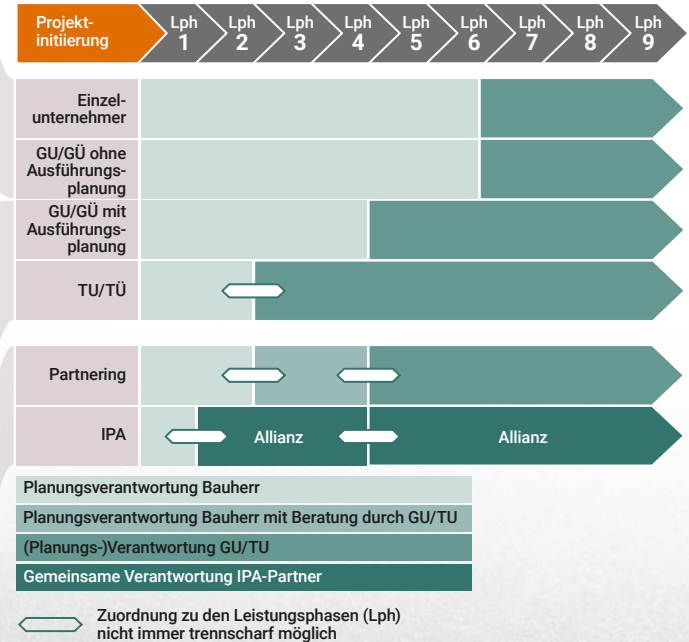 Projekt-
initiierung
Lph
1
Lph
2
Lph
3
Lph
4
Lph
5
Lph
6
Lph
7
Lph
8
Lph
9
Einzel-
unternehmer
GU/GÜ ohne
Ausführungs-
planung
GU/GÜ mit
Ausführungs-
planung
TU/TÜ
Partnering
IPA
Allianz
Allianz
Planungsverantwortung Bauherr
Planungsverantwortung Bauherr mit Beratung durch GU/TU
(Planungs-)Verantwortung GU/TU
Gemeinsame Verantwortung IPA-Partner
Zuordnung zu den Leistungsphasen (Lph)
nicht immer trennscharf möglich